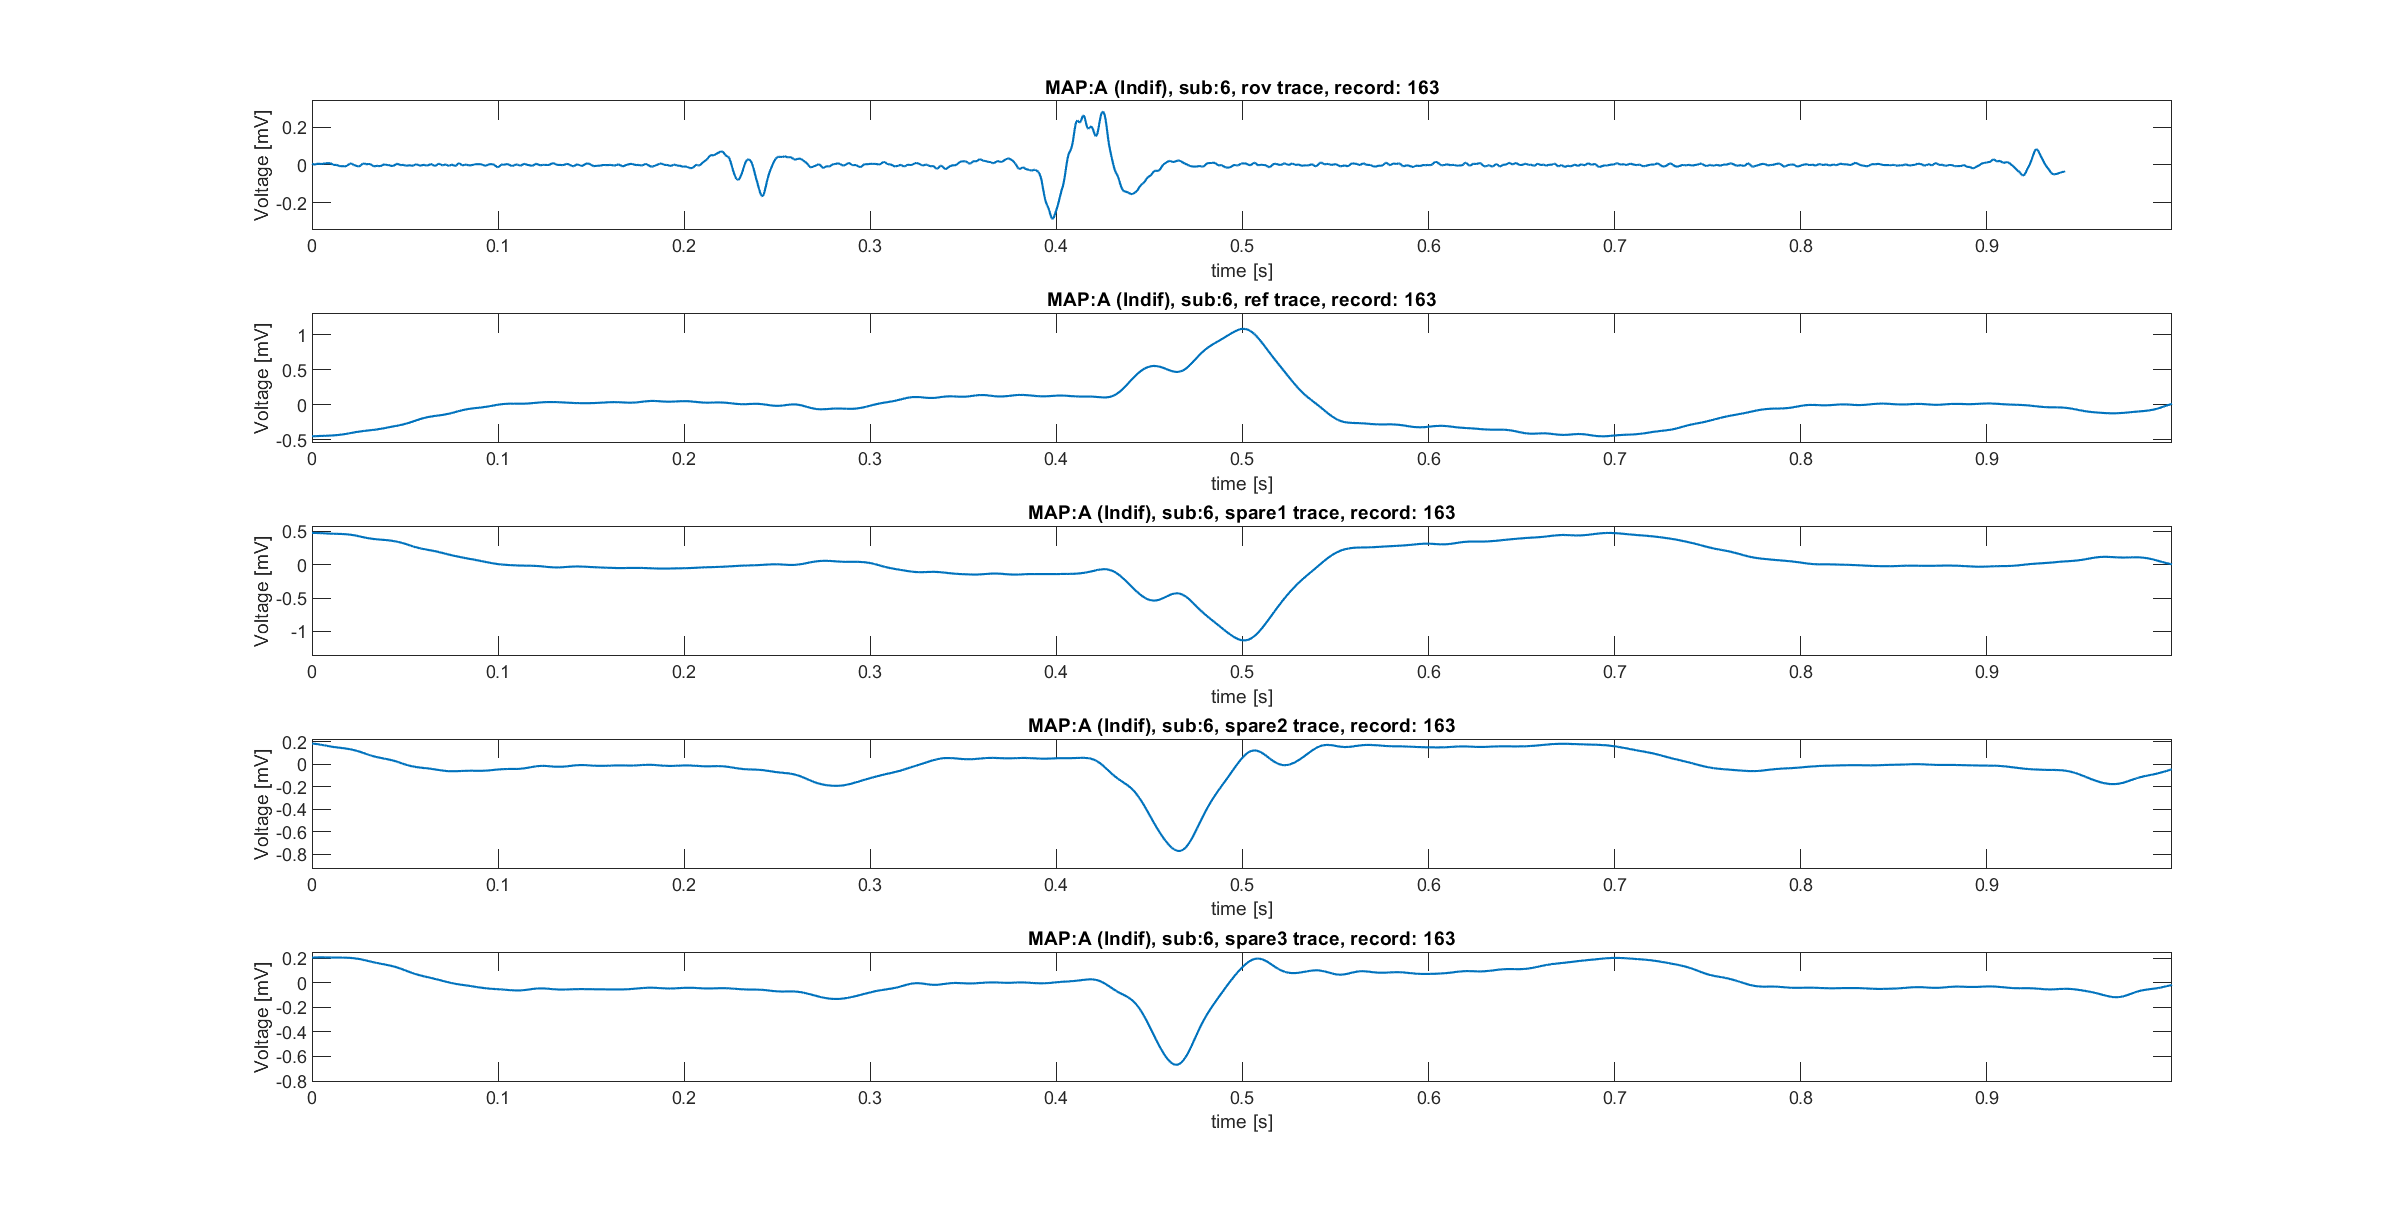 MAP:A (Indif), sub:6, rov trace, record: 163
Voltage [mV]
0.2
0
-0.2
0 0.1 0.2 0.3 0.4 0.5 0.6 0.7 0.8 0.9
time [s]
MAP:A (Indif), sub:6, ref trace, record: 163
Voltage [mV]
1
0.5
0
-0.5
0 0.1 0.2 0.3 0.4 0.5 0.6 0.7 0.8 0.9
time [s]
MAP:A (Indif), sub:6, spare1 trace, record: 163
Voltage [mV]
0.5
0
-0.5
-1
0 0.1 0.2 0.3 0.4 0.5 0.6 0.7 0.8 0.9
time [s]
MAP:A (Indif), sub:6, spare2 trace, record: 163
Voltage [mV]
0.2
0
-0.2
-0.4
-0.6
-0.8
0 0.1 0.2 0.3 0.4 0.5 0.6 0.7 0.8 0.9
time [s]
MAP:A (Indif), sub:6, spare3 trace, record: 163
Voltage [mV]
0.2
0
-0.2
-0.4
-0.6
-0.8
0 0.1 0.2 0.3 0.4 0.5 0.6 0.7 0.8 0.9
time [s]